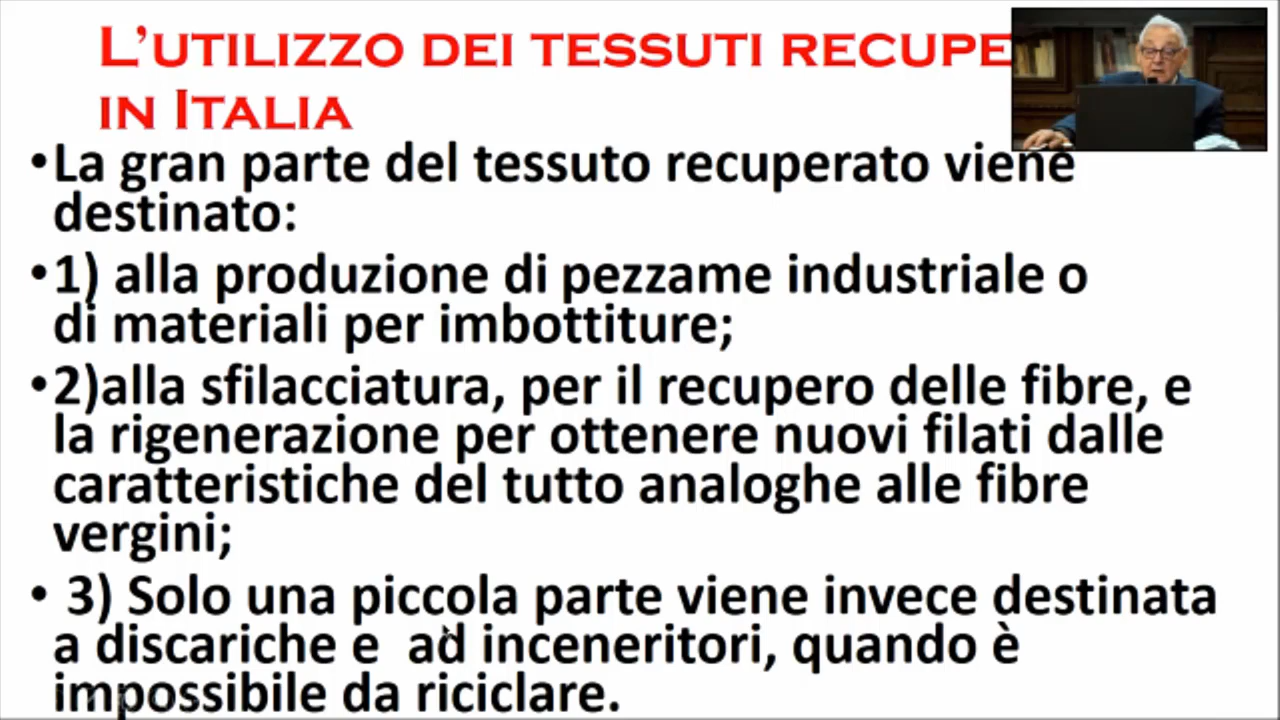 L'UTILIZZO DEI TESSUTI
IN ITALIA
•La gran parte del tessuto recuperato viene
destinato:
•1) alla produzione di pezzame industriale o
di materiali per imbottiture;
•2)alla sfilacciatura, per il recupero delle fibre, e
la rigenerazione per ottenere nuovi filati dalle
caratteristiche del tutto analoghe alle fibre
vergini;
• 3) Solo una piccola parte viene invece destinata
a discariche e ad inceneritori, quando è
impossibile da riciclare.